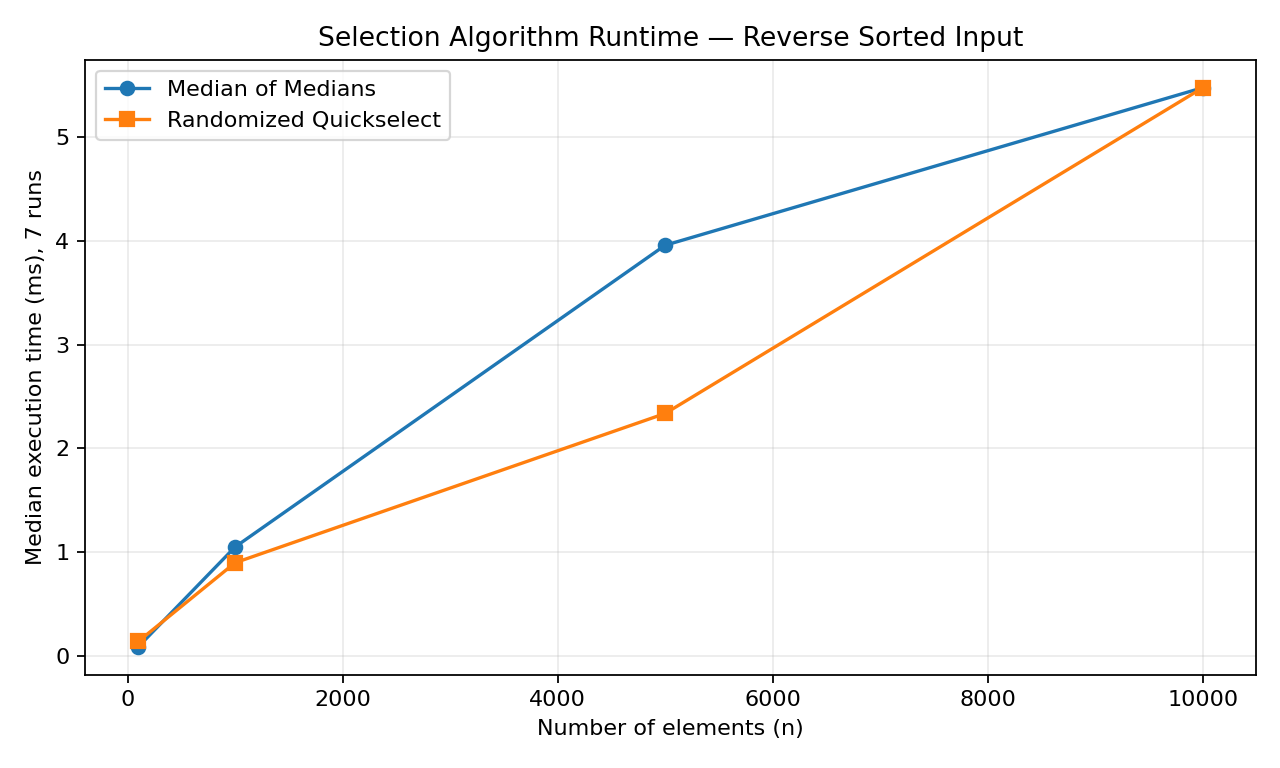 Selection Algorithm Runtime — Reverse Sorted Input
Median of Medians
Randomized Quickselect
Median execution time (ms), 7 runs
5
4
3
2
1
0
0 2000 4000 6000 8000 10000
Number of elements (n)